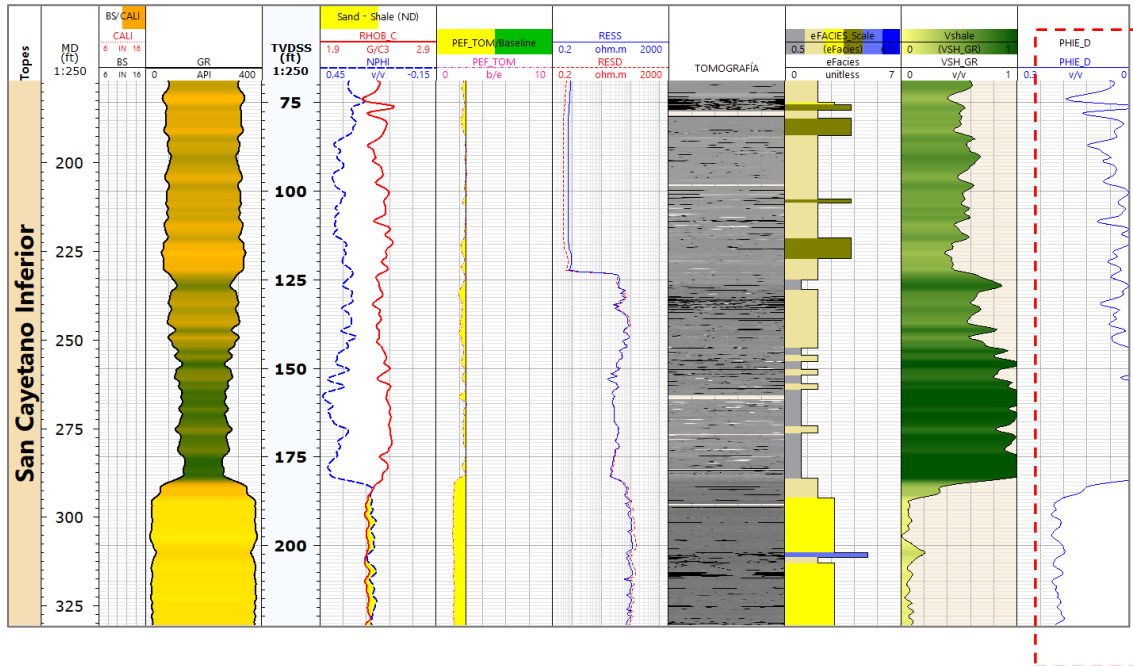 Topes
MD
(ft)
1:250
BS/CALI
CALI
6 IN 16
BS
6 IN 16
GR
0 API 400
TVDSS
(ft)
1:250
Sand - Shale (ND)
RHOB_C
1.9 G/C3 2.9
NPHI
0.45 v/v -0.15
PEF_TOM/Baseline
PEF_TOM
0 b/e 10
RESS
0.2 ohm.m 2000
RESD
0.2 ohm.m 2000
TOMOGRAFÍA
eFACIES_Scale
0.5 (eFacies) 6.5
eFacies
0 unitless 7
Vshale
0 (VSH_GR) 1
VSH_GR
0 v/v 1
PHIE_D
PHIE_D
0.3 v/v 0
San Cayetano Inferior
75
200
100
225
125
250
150
275
175
300
200
325